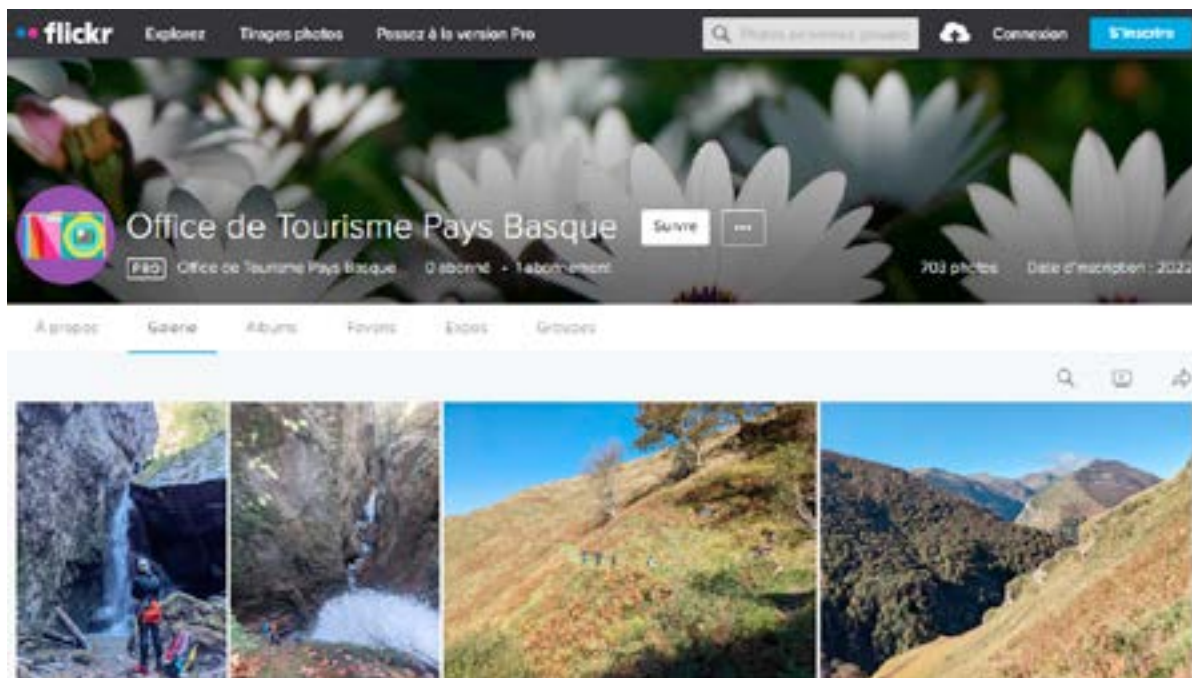 flickr Explorez Tirages photos Passez à la version Pro Connexion S'inscrire
Office de Tourisme Pays Basque Suivre
PRO Office de Tourisme Pays Basque 0 abonné • 1 abonnement 703 photos Date d'inscription : 2022
À propos Galerie Albums Favoris Expos Groupes